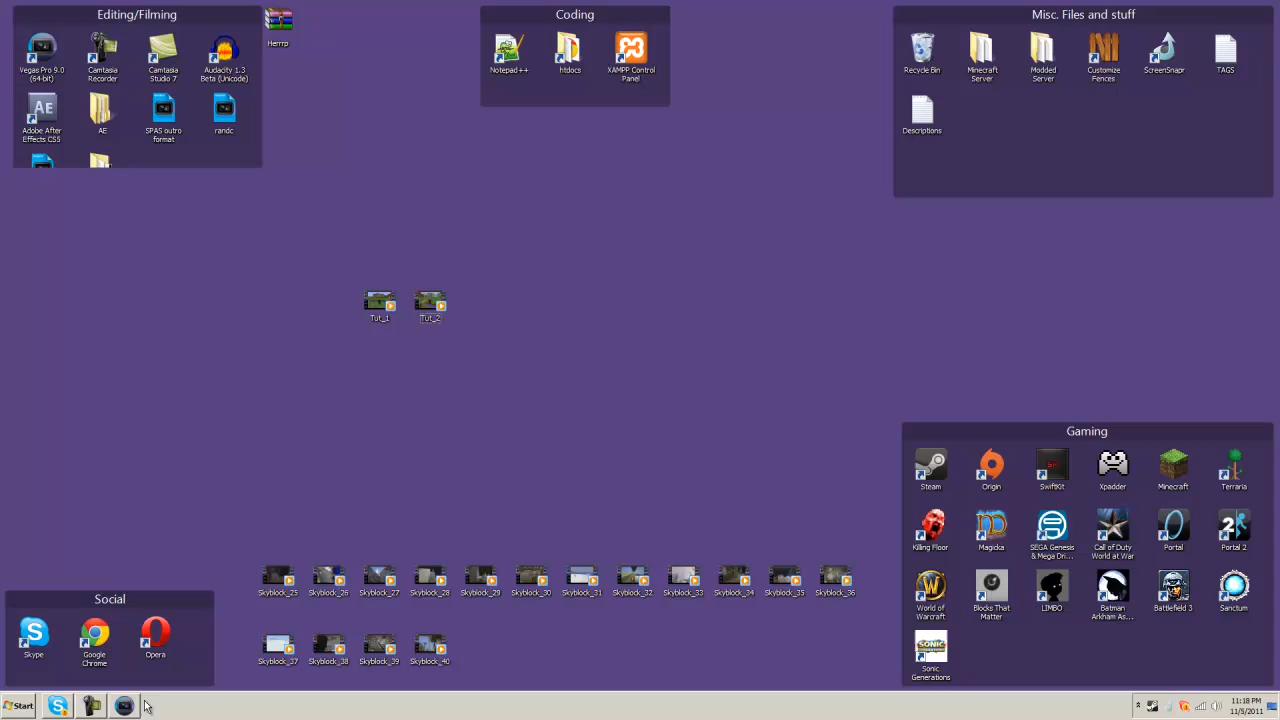 Editing/Filming
Vegas Pro 9.0
(64-bit)
Camtasia
Recorder
Camtasia
Studio 7
Audacity 1.3
Beta (Unicode)
Adobe After
Effects CS5
AE
SPAS outro
format
randc
Herrrp
Coding
Notepad++
htdocs
XAMPP Control
Panel
Misc. Files and stuff
Recycle Bin
Minecraft
Server
Modded
Server
Customize
Fences
ScreenSnapr
TAGS
Descriptions
Tut_1
Tut_2
Gaming
Steam
Origin
SwiftKit
Xpadder
Minecraft
Terraria
Killing Floor
Magicka
SEGA Genesis
& Mega Dri...
Call of Duty
World at War
Portal
Portal 2
World of
Warcraft
Blocks That
Matter
LIMBO
Batman
Arkham As...
Battlefield 3
Sanctum
Sonic
Generations
Skyblock_25
Skyblock_26
Skyblock_27
Skyblock_28
Skyblock_29
Skyblock_30
Skyblock_31
Skyblock_32
Skyblock_33
Skyblock_34
Skyblock_35
Skyblock_36
Skyblock_37
Skyblock_38
Skyblock_39
Skyblock_40
Social
Skype
Google
Chrome
Opera
Start
11:18 PM
11/5/2011